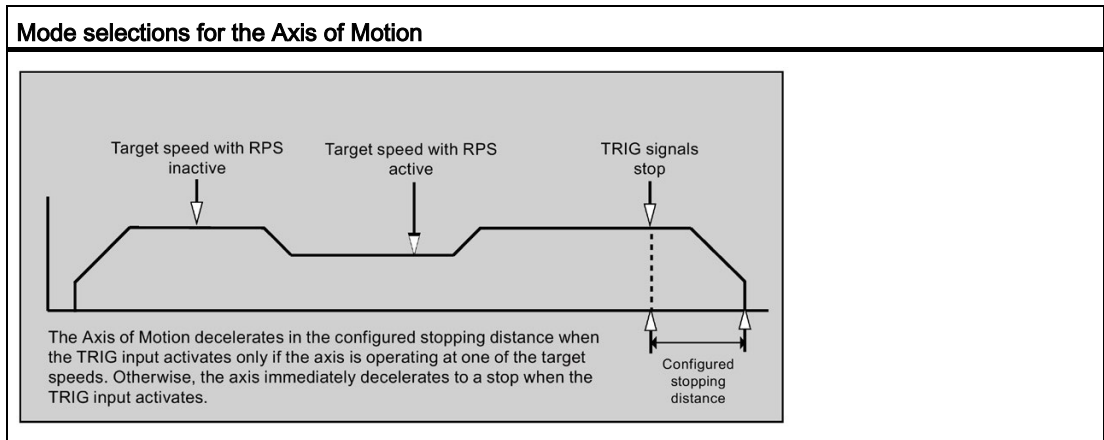 Mode selections for the Axis of Motion
Target speed with RPS
inactive
Target speed with RPS
active
TRIG signals
stop
The Axis of Motion decelerates in the configured stopping distance when
the TRIG input activates only if the axis is operating at one of the target
speeds. Otherwise, the axis immediately decelerates to a stop when the
TRIG input activates.
Configured
stopping
distance